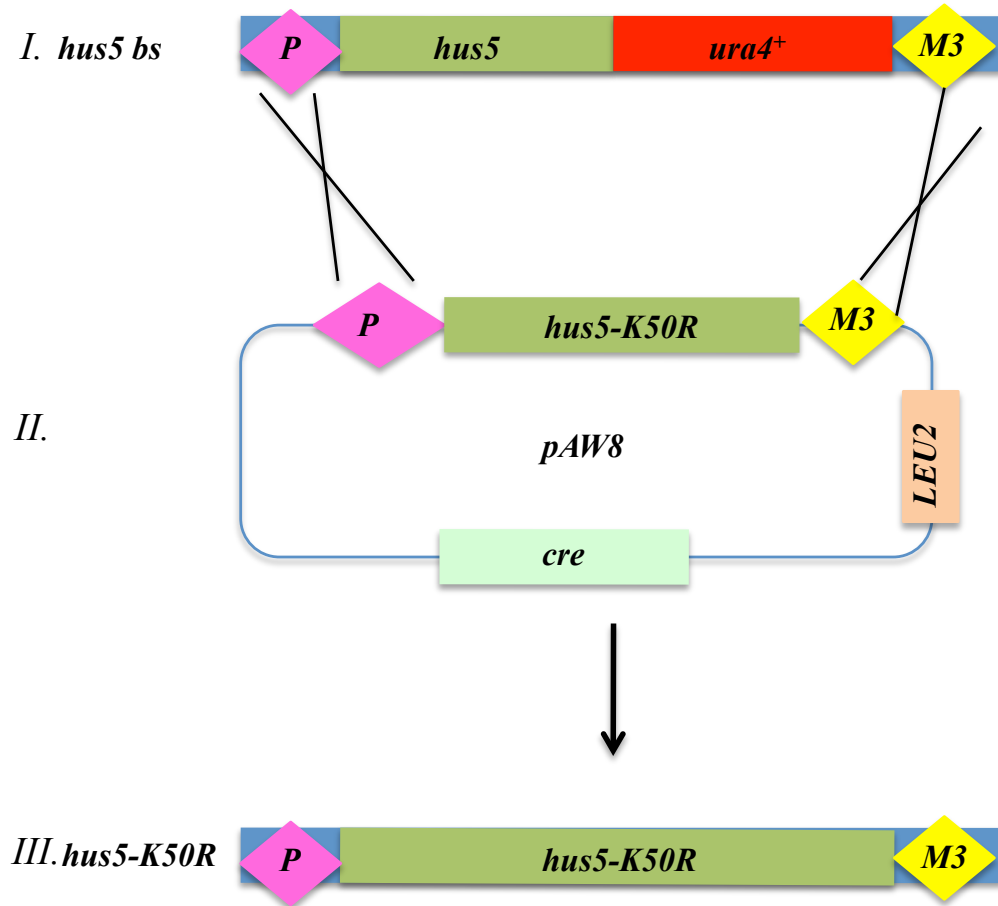 I. hus5 bs P hus5 ura4+ M3
P hus5-K50R M3
II. pAW8 LEU2
cre
III. hus5-K50R P hus5-K50R M3